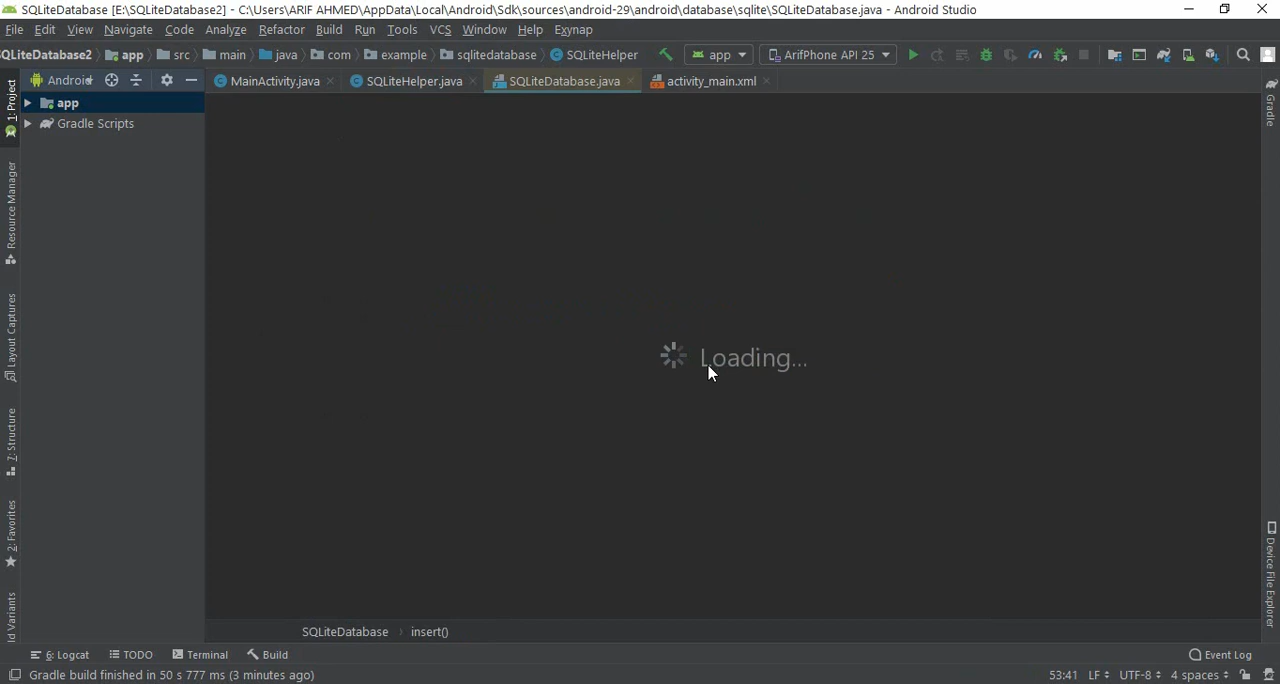 SQLiteDatabase [E:\SQLiteDatabase2] - C:\Users\ARIF AHMED\AppData\Local\Android\Sdk\sources\android-29\android\database\sqlite\SQLiteDatabase.java - Android Studio
File Edit View Navigate Code Analyze Refactor Build Run Tools VCS Window Help Exynap
QLiteDatabase2 app src main java com example sqlitedatabase SQLiteHelper app ArifPhone API 25
Android MainActivity.java SQLiteHelper.java SQLiteDatabase.java activity_main.xml
app
Gradle Scripts
1: Project
Resource Manager
Layout Captures
7: Structure
2: Favorites
ld Variants
Loading...
Gradle
Device File Explorer
SQLiteDatabase insert()
6: Logcat TODO Terminal Build Event Log
Gradle build finished in 50 s 777 ms (3 minutes ago) 53:41 LF UTF-8 4 spaces